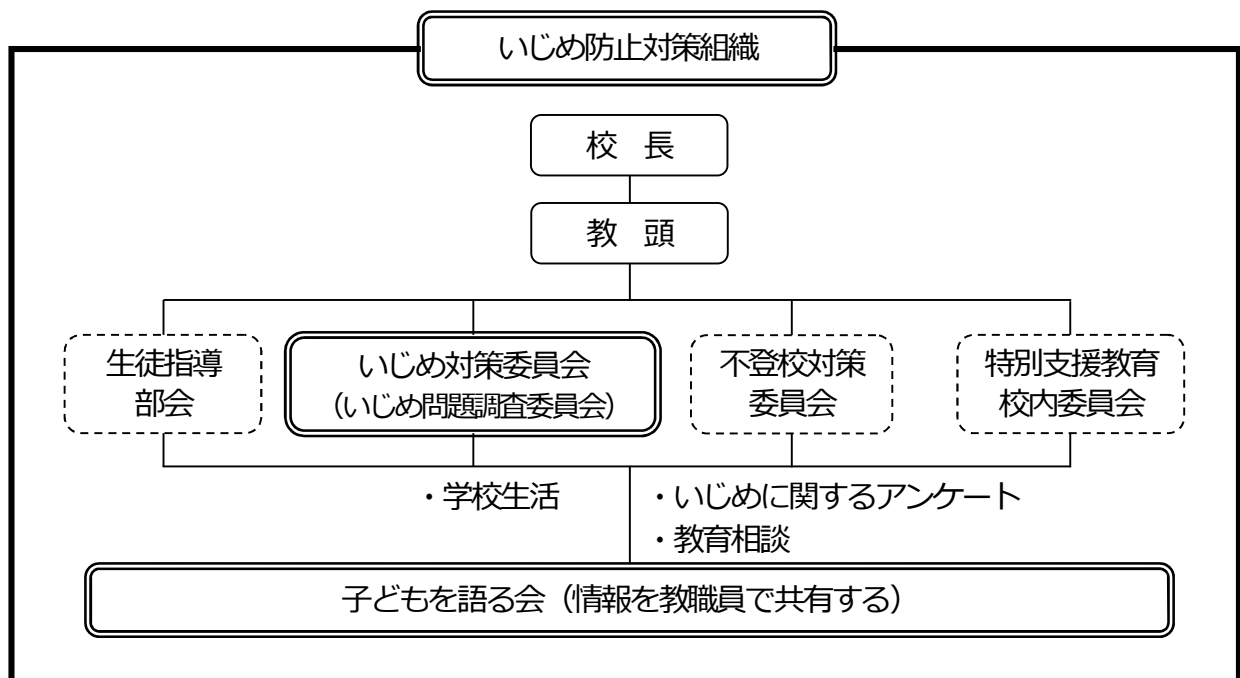 いじめ防止対策組織
校　長
教　頭
生徒指導
部会
いじめ対策委員会
（いじめ問題調査委員会）
不登校対策
委員会
特別支援教育
校内委員会
・学校生活
・いじめに関するアンケート
・教育相談
子どもを語る会（情報を教職員で共有する）